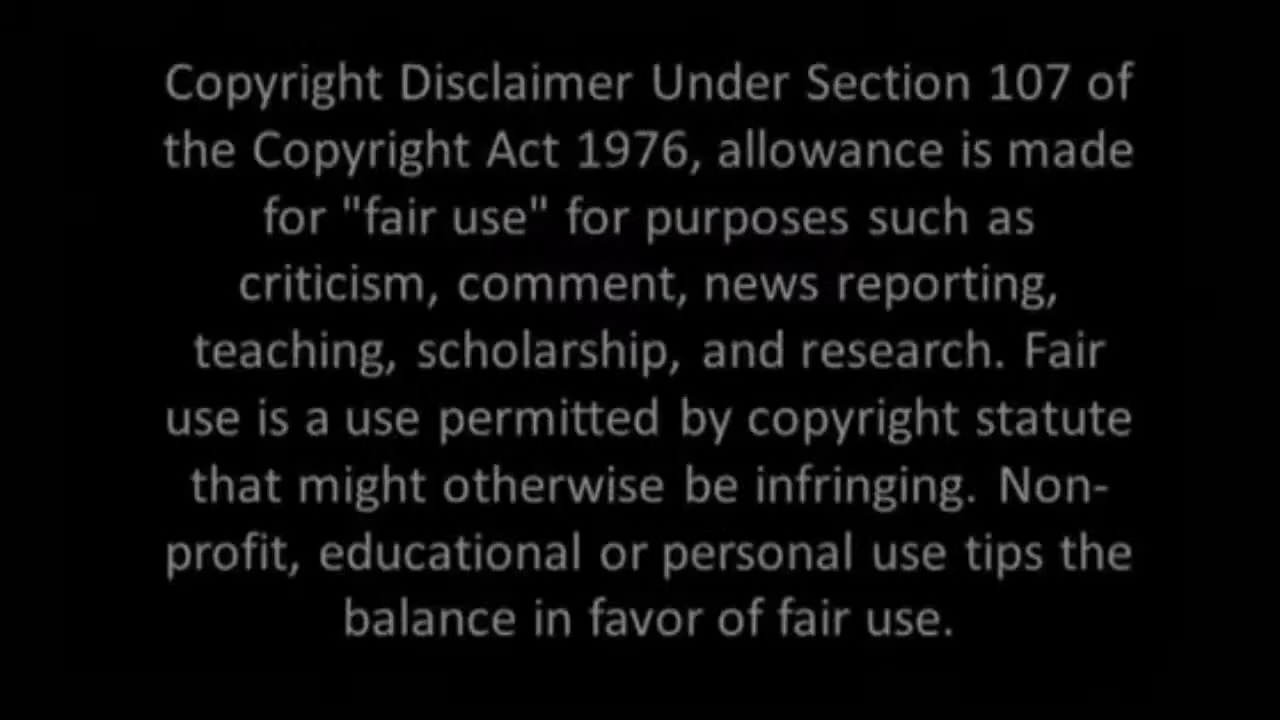 Copyright Disclaimer Under Section 107 of
the Copyright Act 1976, allowance is made
for "fair use" for purposes such as
criticism, comment, news reporting,
teaching, scholarship, and research. Fair
use is a use permitted by copyright statute
that might otherwise be infringing. Non-
profit, educational or personal use tips the
balance in favor of fair use.